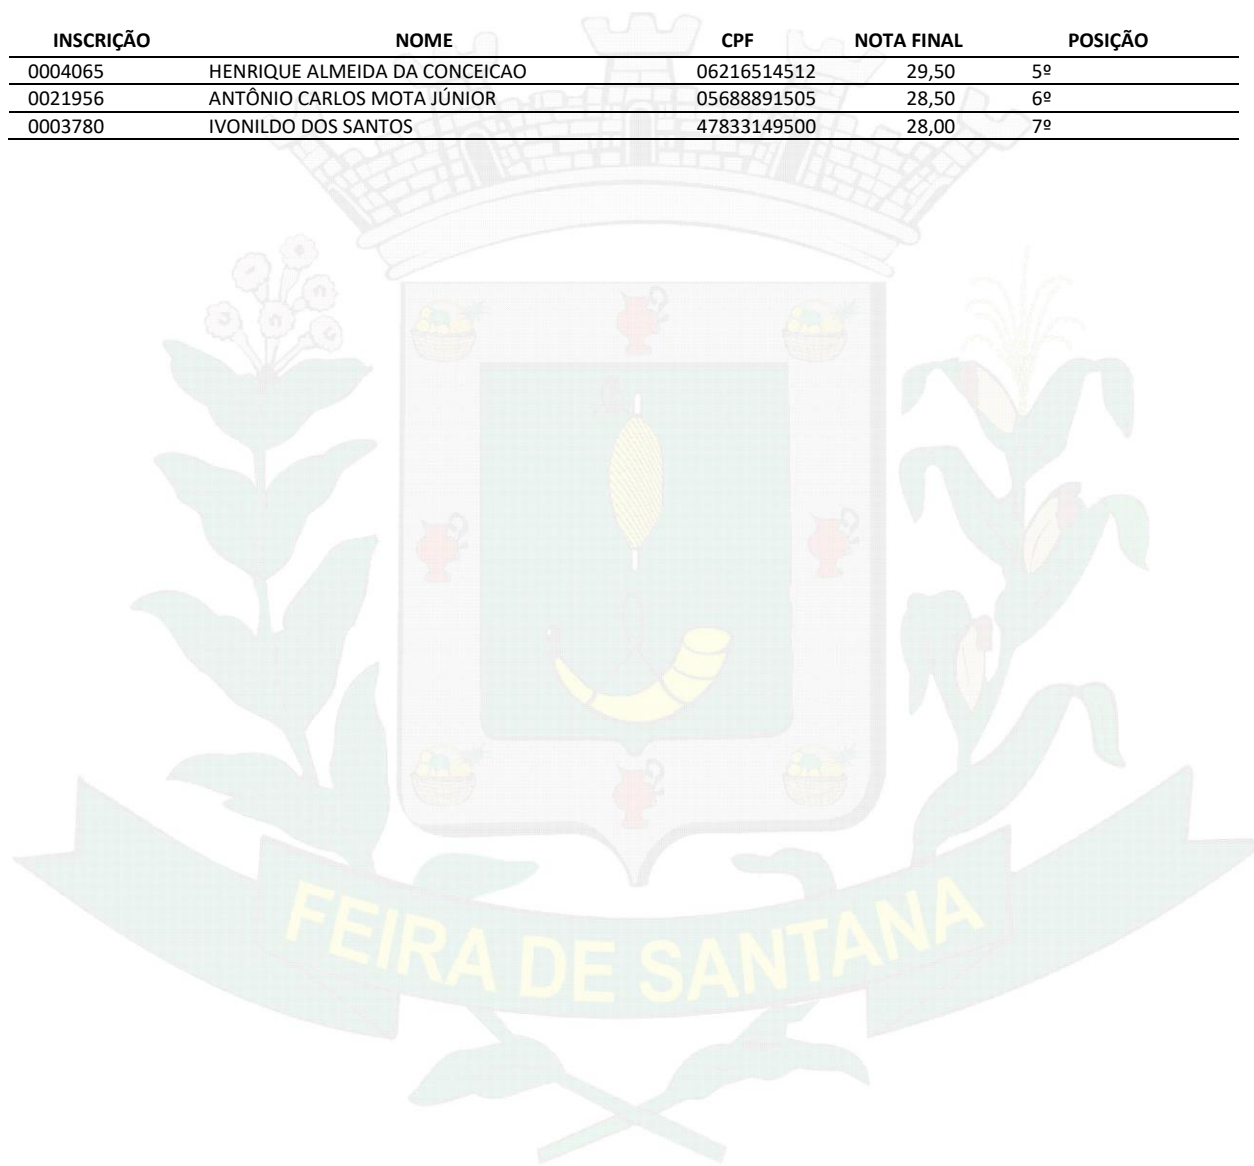 INSCRIÇÃO NOME CPF NOTA FINAL POSIÇÃO
0004065 HENRIQUE ALMEIDA DA CONCEICAO 06216514512 29,50 5º
0021956 ANTÔNIO CARLOS MOTA JÚNIOR 05688891505 28,50 6º
0003780 IVONILDO DOS SANTOS 47833149500 28,00 7º
FEIRA DE SANTANA